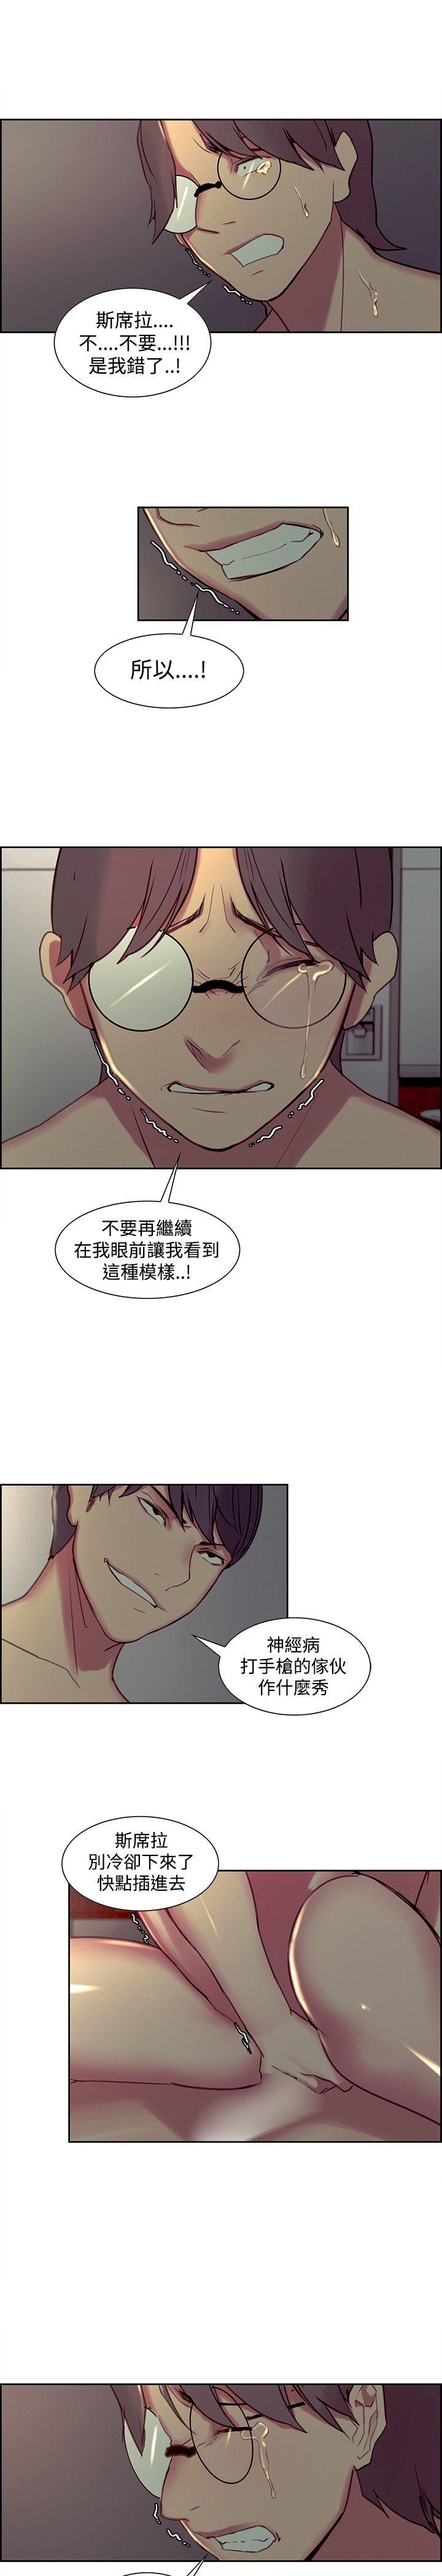 斯席拉....
不....不要...!!!
是我錯了..!
所以....!
不要再繼續
在我眼前讓我看到
這種模樣..!
神經病
打手槍的傢伙
作什麼秀
斯席拉
別冷卻下來了
快點插進去